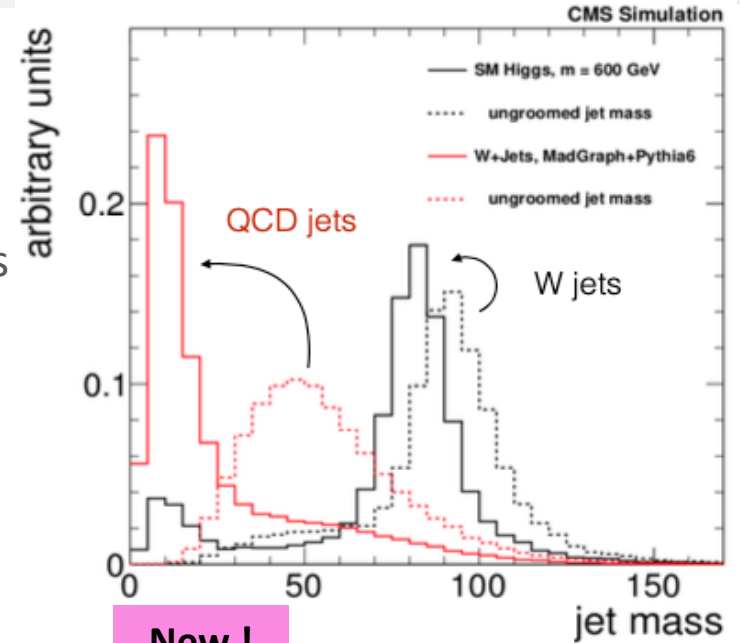 CMS Simulation
arbitrary units
SM Higgs, m = 600 GeV
ungroomed jet mass
W+Jets, MadGraph+Pythia6
ungroomed jet mass
0.2
QCD jets
s
W jets
0.1
0
0 50 100 150
jet mass
New !